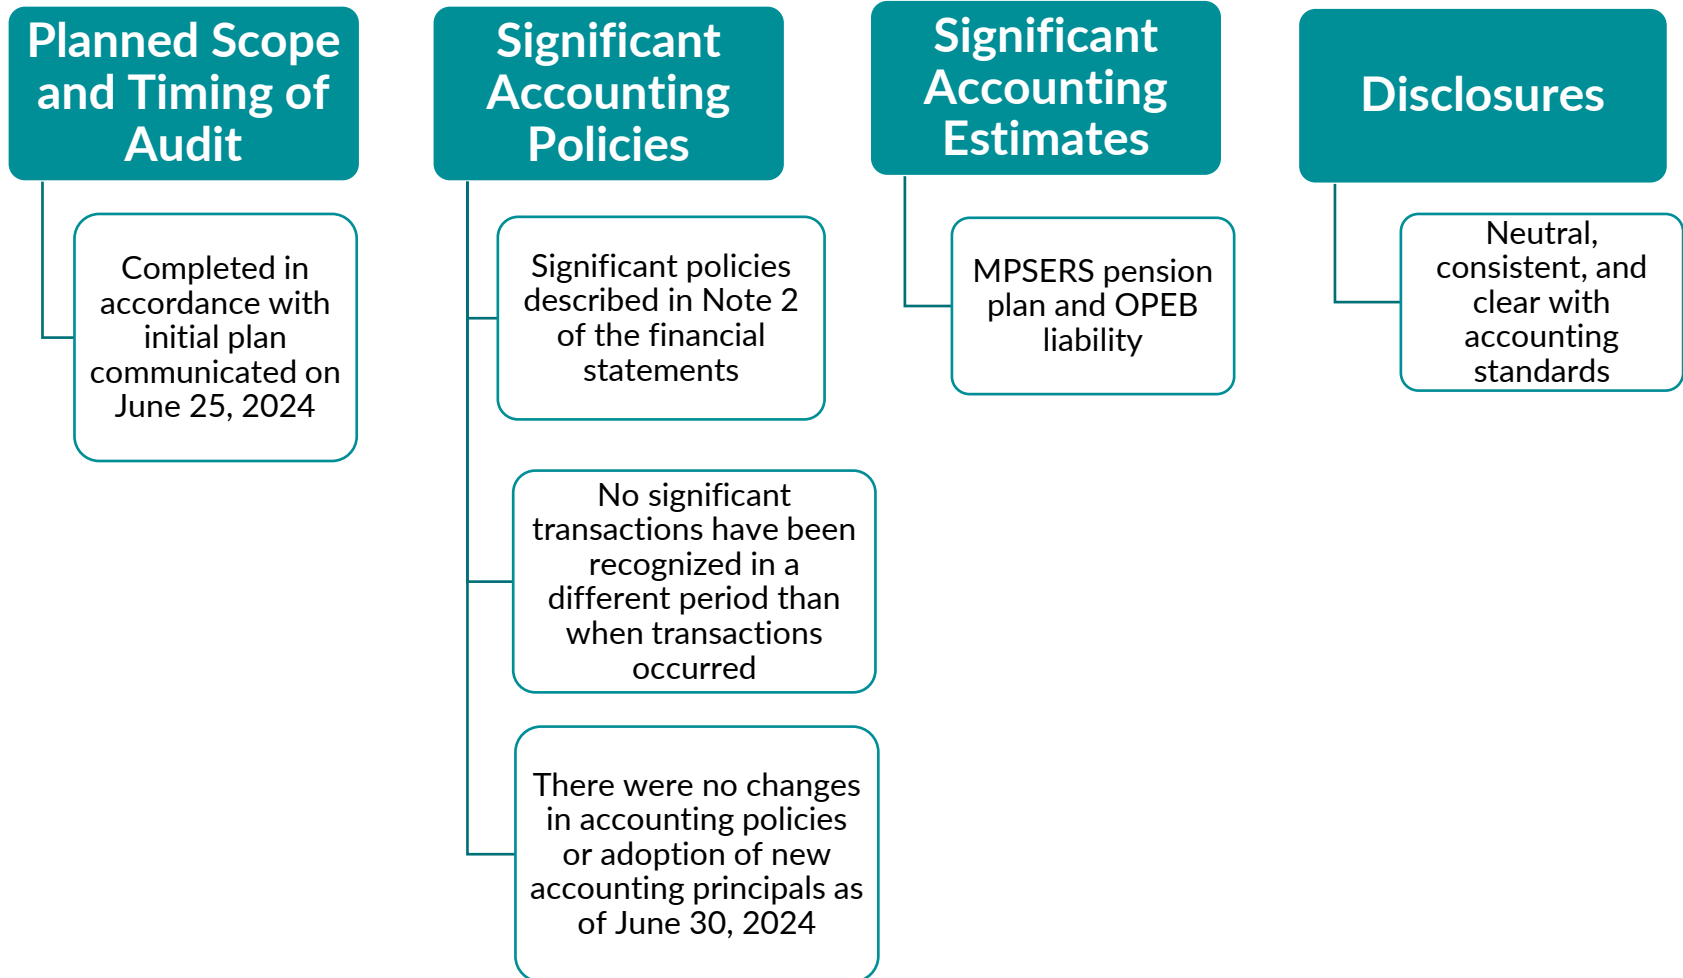 Planned Scope
and Timing of
Audit
Completed in
accordance with
initial plan
communicated on
June 25, 2024
Significant
Accounting
Policies
Significant policies
described in Note 2
of the financial
statements
No significant
transactions have been
recognized in a
different period than
when transactions
occurred
There were no changes
in accounting policies
or adoption of new
accounting principals as
of June 30, 2024
Significant
Accounting
Estimates
MPSERS pension
plan and OPEB
liability
Disclosures
Neutral,
consistent, and
clear with
accounting
standards